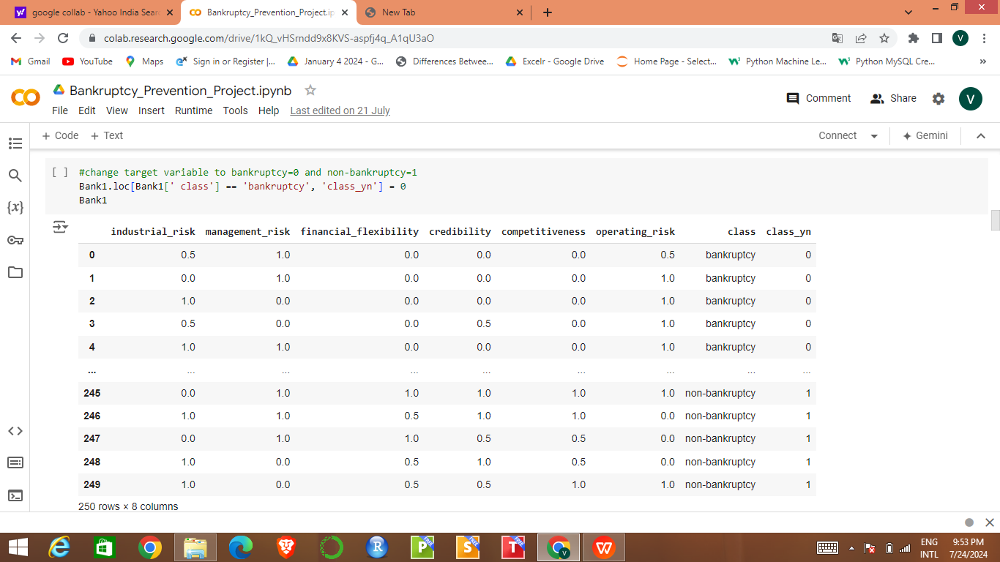 google collab - Yahoo India Sear
Bankruptcy_Prevention_Project.ip
New Tab
colab.research.google.com/drive/1kQ_vHSrndd9x8KVS-aspfj4q_A1qU3aO
V
Gmail
YouTube
Maps
Sign in or Register |...
January 4 2024 - G...
Differences Betwee...
Excelr - Google Drive
Home Page - Select...
Python Machine Le...
Python MySQL Cre...
»
Bankruptcy_Prevention_Project.ipynb
Comment
Share
V
File Edit View Insert Runtime Tools Help Last edited on 21 July
+ Code + Text
Connect
Gemini
[ ] #change target variable to bankruptcy=0 and non-bankruptcy=1
Bank1.loc[Bank1[' class'] == 'bankruptcy', 'class_yn'] = 0
Bank1
industrial_risk management_risk financial_flexibility credibility competitiveness operating_risk class class_yn
0 0.5 1.0 0.0 0.0 0.0 0.5 bankruptcy 0
1 0.0 1.0 0.0 0.0 0.0 1.0 bankruptcy 0
2 1.0 0.0 0.0 0.0 0.0 1.0 bankruptcy 0
3 0.5 0.0 0.0 0.5 0.0 1.0 bankruptcy 0
4 1.0 1.0 0.0 0.0 0.0 1.0 bankruptcy 0
... ... ... ... ... ... ... ... ...
245 0.0 1.0 1.0 1.0 1.0 1.0 non-bankruptcy 1
246 1.0 1.0 0.5 1.0 1.0 0.0 non-bankruptcy 1
247 0.0 1.0 1.0 0.5 0.5 0.0 non-bankruptcy 1
248 1.0 0.0 0.5 1.0 0.5 0.0 non-bankruptcy 1
249 1.0 0.0 0.5 0.5 1.0 1.0 non-bankruptcy 1
250 rows × 8 columns
{x}
R
P FREE
S FREE
T FREE
V
W
ENG
INTL
9:53 PM
7/24/2024